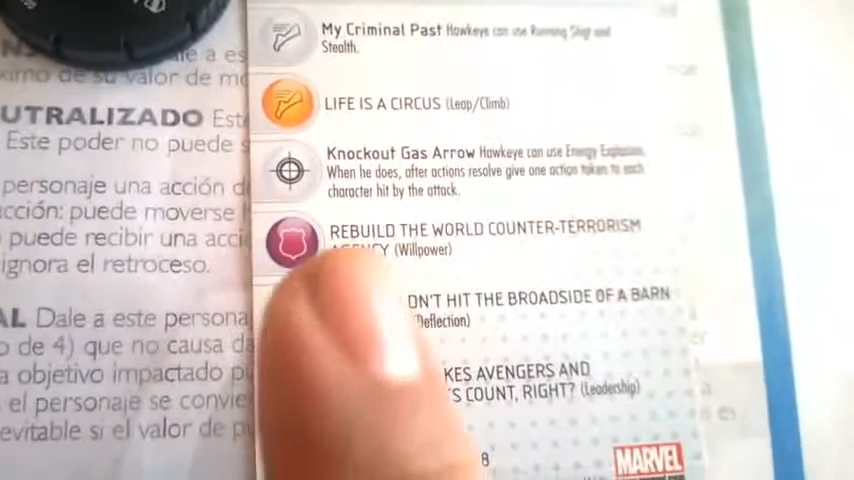 My Criminal Past Hawkeye can use Running Shot and
Stealth.
LIFE IS A CIRCUS (Leap/Climb)
Knockout Gas Arrow Hawkeye can use Energy Explosion.
When he does, after actions resolve give one action token to each
character hit by the attack.
REBUILD THE WORLD COUNTER-TERRORISM
AGENCY (Willpower)
ON'T HIT THE BROADSIDE OF A BARN
Deflection)
KES AVENGERS AND
'S COUNT, RIGHT? (Leadership)
8
MARVEL
e a es
ximo de su valor de mo
UTRALIZADO Est
Este poder no puede s
personaje una acción d
cción: puede moverse
puede recibir una acci
ignora el retroceso.
AL Dale a este persona
o de 4) que no causa da
a objetivo impactado p
el personaje se convie
evitable si el valor de p